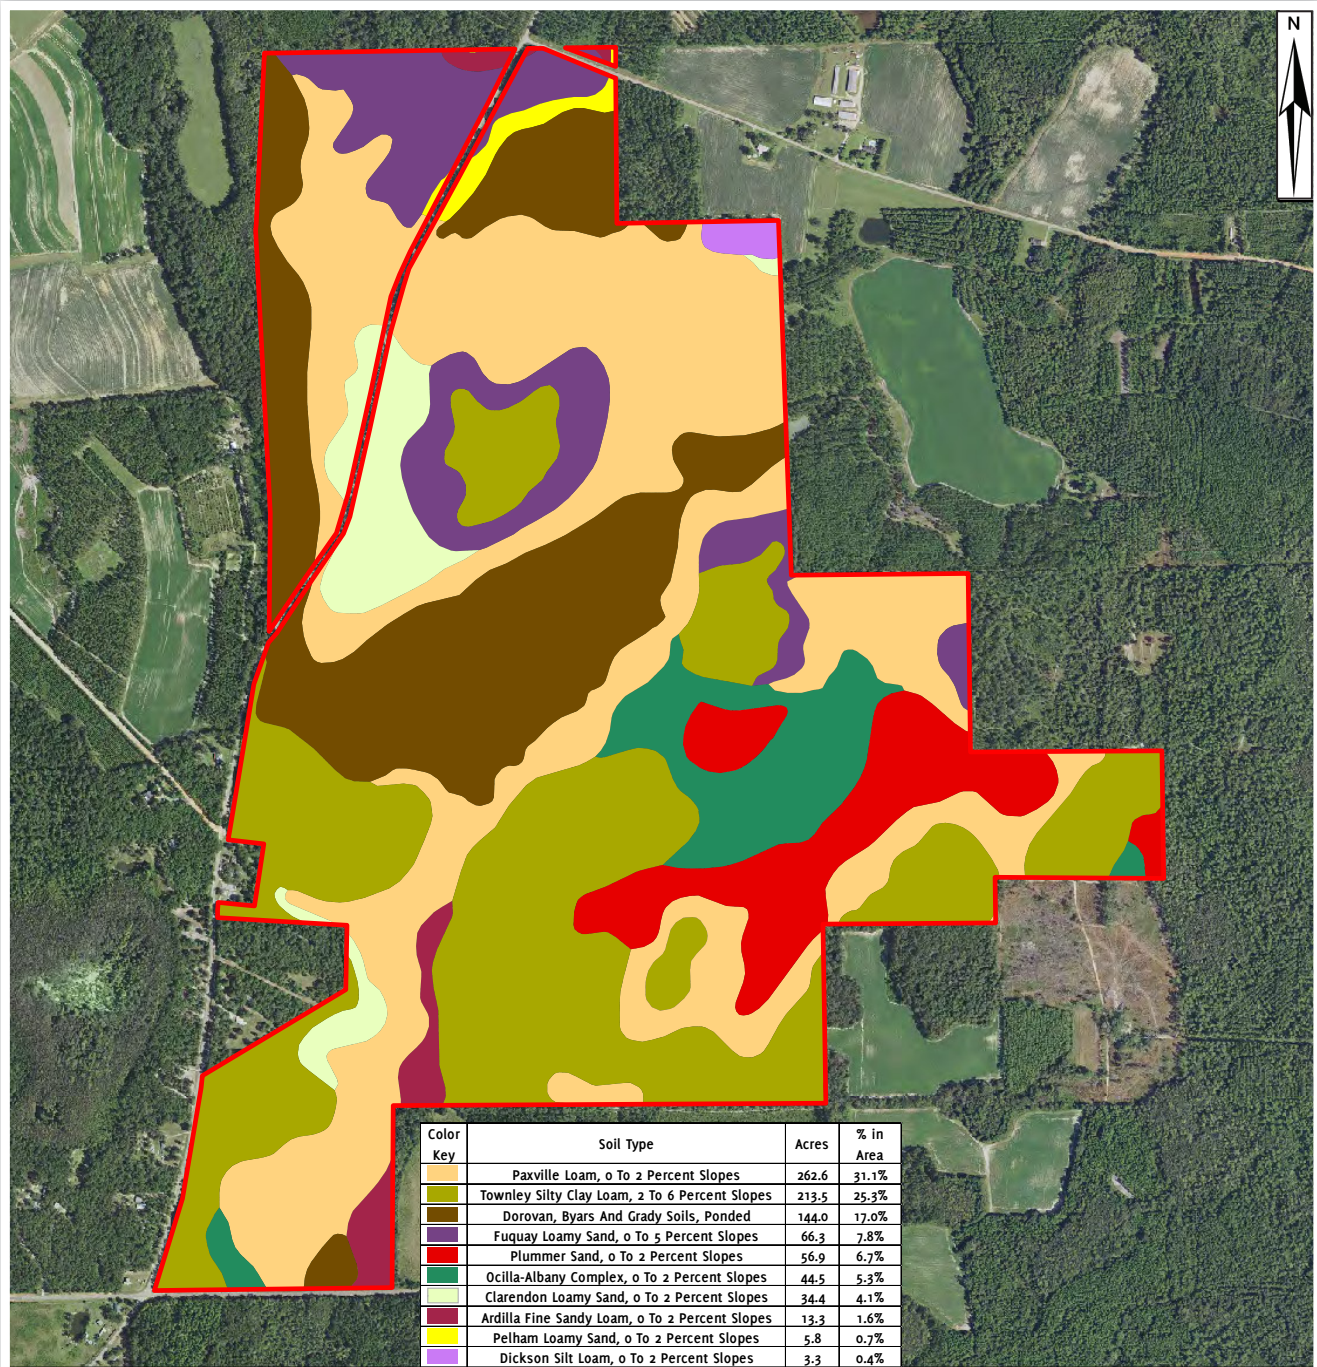 N
Color Key Soil Type Acres % in Area
Paxville Loam, 0 To 2 Percent Slopes 262.6 31.1%
Townley Silty Clay Loam, 2 To 6 Percent Slopes 213.5 25.3%
Dorovan, Byars And Grady Soils, Ponded 144.0 17.0%
Fuquay Loamy Sand, 0 To 5 Percent Slopes 66.3 7.8%
Plummer Sand, 0 To 2 Percent Slopes 56.9 6.7%
Ocilla-Albany Complex, 0 To 2 Percent Slopes 44.5 5.3%
Clarendon Loamy Sand, 0 To 2 Percent Slopes 34.4 4.1%
Ardilla Fine Sandy Loam, 0 To 2 Percent Slopes 13.3 1.6%
Pelham Loamy Sand, 0 To 2 Percent Slopes 5.8 0.7%
Dickson Silt Loam, 0 To 2 Percent Slopes 3.3 0.4%